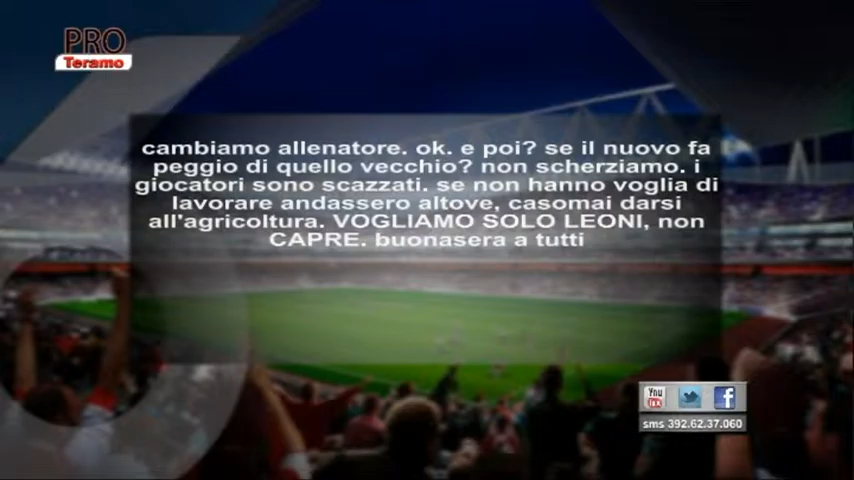 PRO
Teramo
cambiamo allenatore. ok. e poi? se il nuovo fa
peggio di quello vecchio? non scherziamo. i
giocatori sono scazzati. se non hanno voglia di
lavorare andassero altove, casomai darsi
all'agricoltura. VOGLIAMO SOLO LEONI, non
CAPRE. buonasera a tutti
You
sms 392.62.37.060